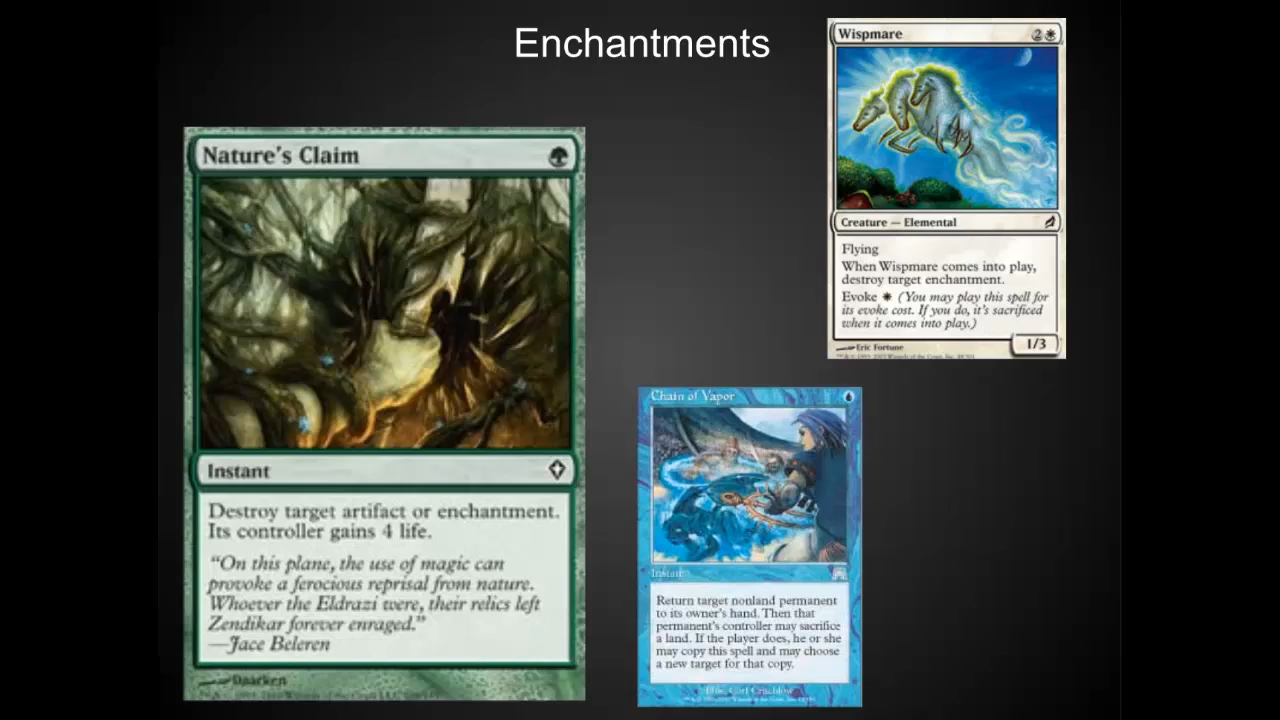 Enchantments
Wispmare 2
Creature — Elemental
Flying
When Wispmare comes into play,
destroy target enchantment.
Evoke (You may play this spell for
its evoke cost. If you do, it's sacrificed
when it comes into play.)
1/3
Eric Fortune
Nature's Claim
Instant
Destroy target artifact or enchantment.
Its controller gains 4 life.
"On this plane, the use of magic can
provoke a ferocious reprisal from nature.
Whoever the Eldrazi were, their relics left
Zendikar forever enraged."
—Jace Beleren
Daarken
Chain of Vapor
Instant
Return target nonland permanent
to its owner's hand. Then that
permanent's controller may sacrifice
a land. If the player does, he or she
may copy this spell and may choose
a new target for that copy.
Illus. Carl Critchlow